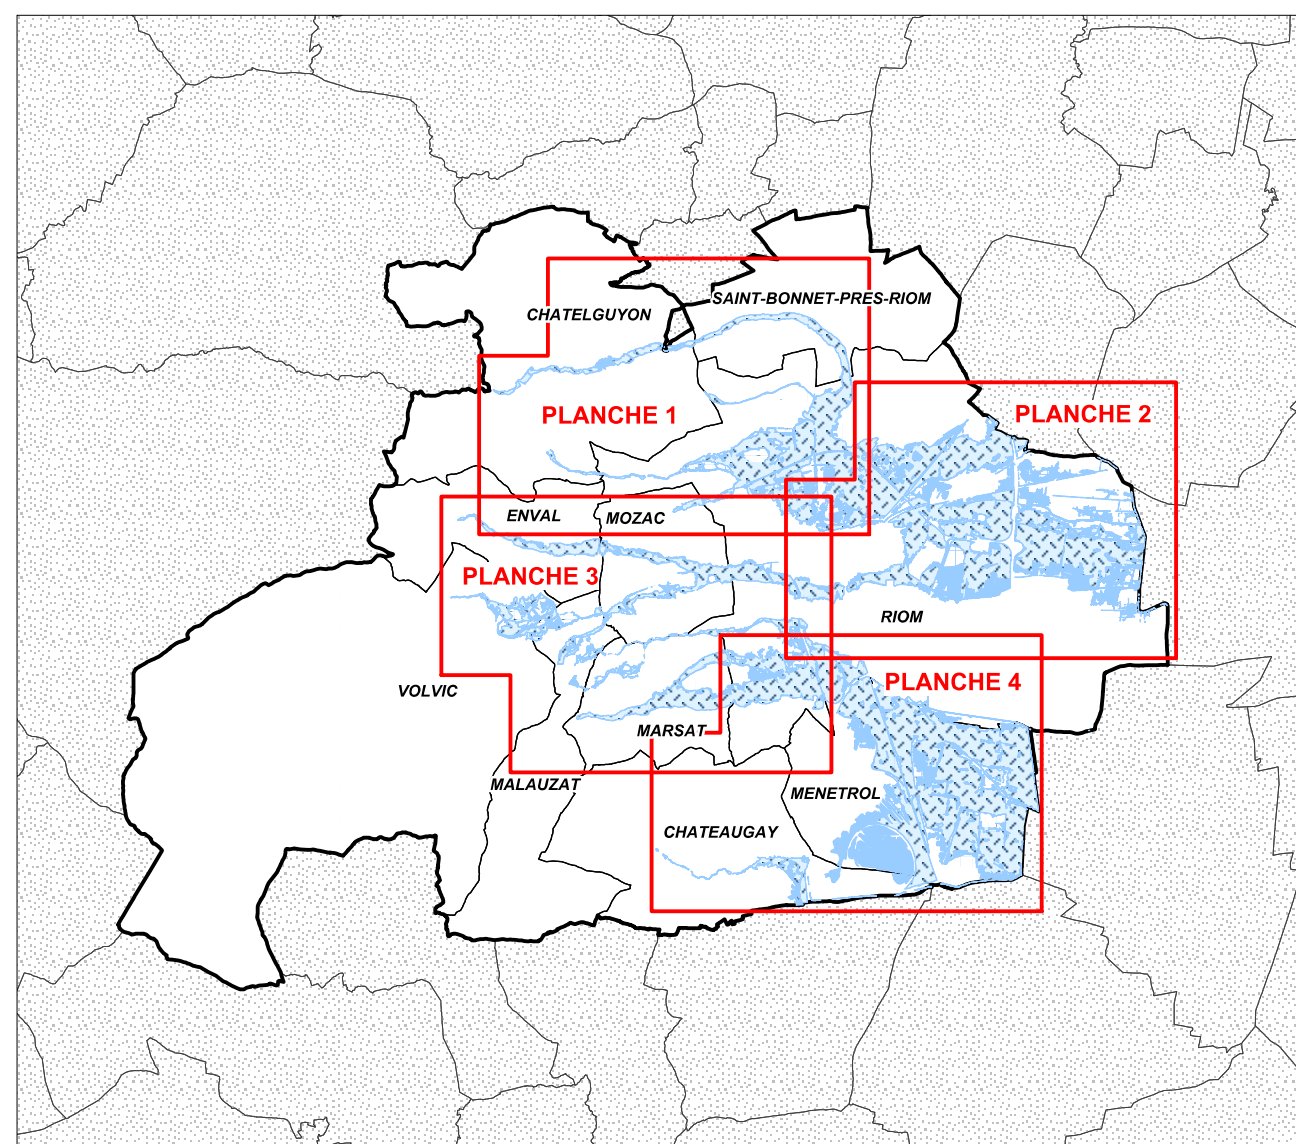 SAINT-BONNET-PRES-RIOM
CHATELGUYON
PLANCHE 1
PLANCHE 2
ENVAL
MOZAC
PLANCHE 3
RIOM
PLANCHE 4
VOLVIC
MARSAT
MALAUZAT
MENETROL
CHATEAUGAY